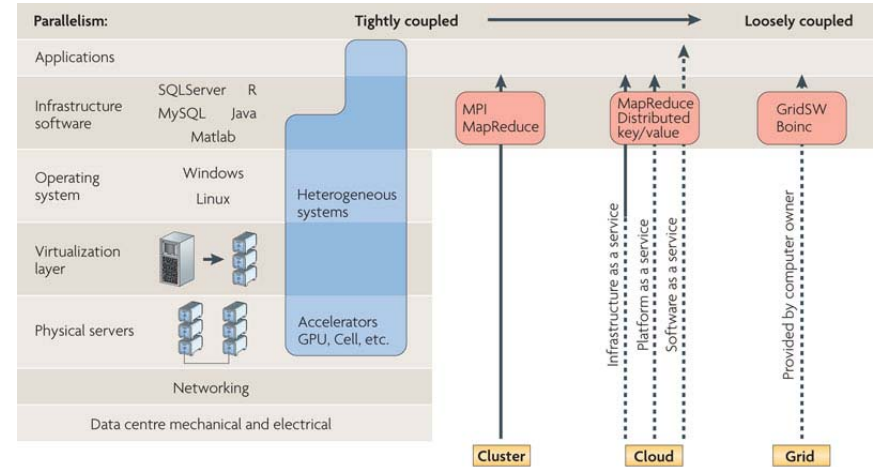 Parallelism:
Tightly coupled
Loosely coupled
Applications
Infrastructure
software
SQLServer R
MySQL Java
Matlab
MPI
MapReduce
MapReduce
Distributed
key/value
GridSW
Boinc
Operating
system
Windows
Linux
Heterogeneous
systems
Virtualization
layer
Physical servers
Accelerators
GPU, Cell, etc.
Infrastructure as a service
Platform as a service
Software as a service
Provided by computer owner
Networking
Data centre mechanical and electrical
Cluster
Cloud
Grid